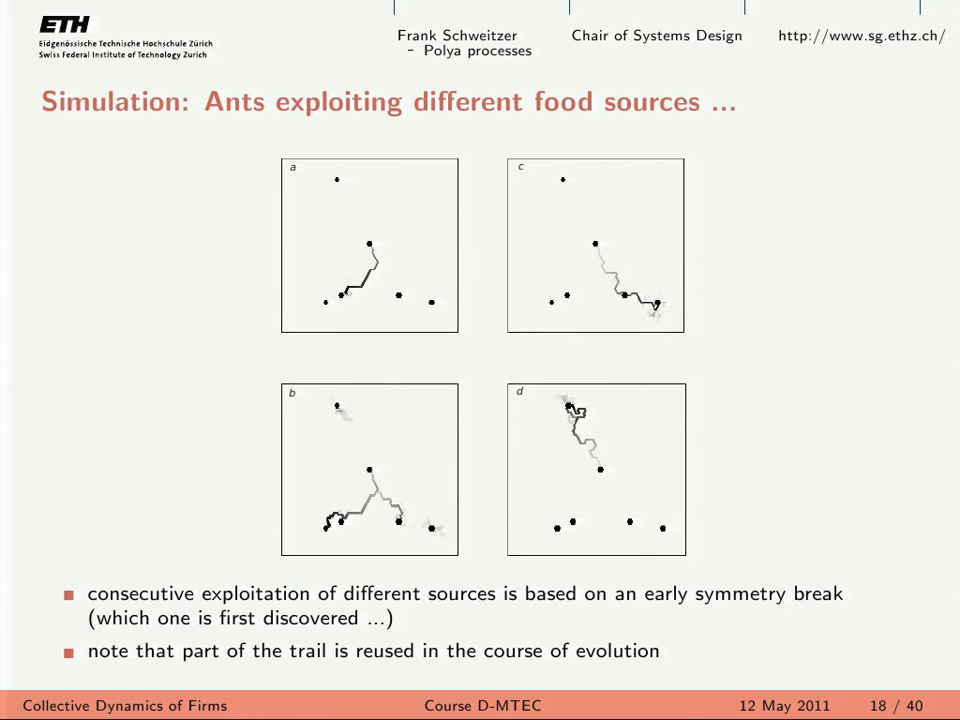 ETH
Eidgenössische Technische Hochschule Zürich
Swiss Federal Institute of Technology Zurich
Frank Schweitzer
– Polya processes
Chair of Systems Design
http://www.sg.ethz.ch/
Simulation: Ants exploiting different food sources ...
a
c
b
d
consecutive exploitation of different sources is based on an early symmetry break
(which one is first discovered ...)
note that part of the trail is reused in the course of evolution
Collective Dynamics of Firms
Course D-MTEC
12 May 2011
18 / 40